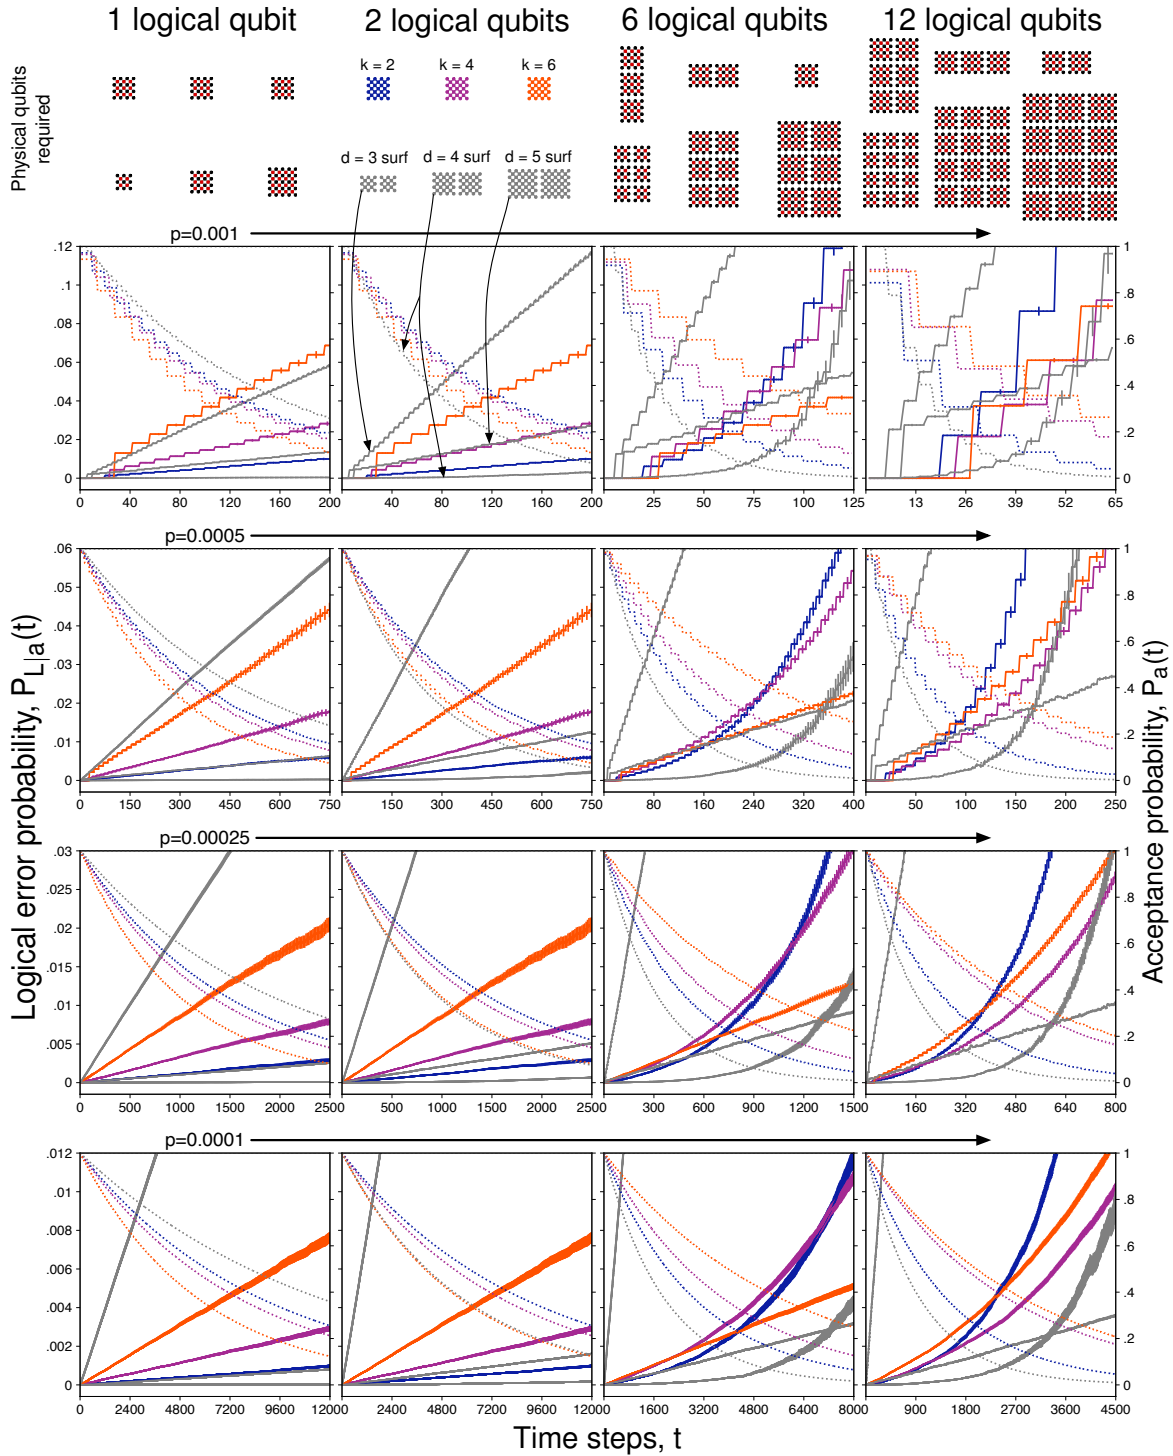 1 logical qubit 2 logical qubits 6 logical qubits 12 logical qubits
Physical qubits
required
k = 2 k = 4 k = 6
d = 3 surf d = 4 surf d = 5 surf
p=0.001
.12
.1
.08
.06
.04
.02
0
1
.8
.6
.4
.2
0
0 40 80 120 160 200
40 80 120 160 200
25 50 75 100 125
13 26 39 52 65
p=0.0005
.06
.05
.04
.03
.02
.01
0
1
.8
.6
.4
.2
0
0 150 300 450 600 750
150 300 450 600 750
80 160 240 320 400
50 100 150 200 250
p=0.00025
.03
.025
.02
.015
.01
.005
0
1
.8
.6
.4
.2
0
0 500 1000 1500 2000 2500
500 1000 1500 2000 2500
300 600 900 1200 1500
160 320 480 640 800
p=0.0001
.012
.01
.008
.006
.004
.002
0
1
.8
.6
.4
.2
0
0 2400 4800 7200 9600 1200
2400 4800 7200 9600 1200
0 1600 3200 4800 6400 8000
900 1800 2700 3600 4500
Logical error probability, P_{L|a}(t)
Acceptance probability, P_a(t)
Time steps, t